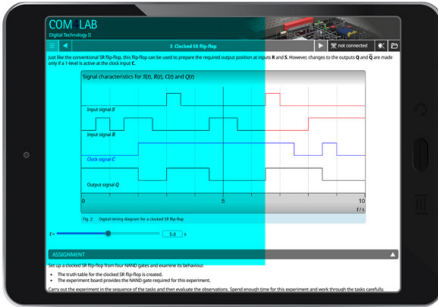 COM LAB
Digital Technology II
3 Clocked SR flip-flop
not connected
Just like the conventional SR flip-flop, this flip-flop can be used to prepare the required output position at inputs R and S. However, changes to the outputs Q and Q̅ are made
only if a 1-level is active at the clock input C.
Signal characteristics for S(t), R(t), C(t) and Q(t)
Input signal S
Input signal R
Clock signal C
Output signal Q
0 5 10
t / s
Fig. 2 Digital timing diagram for a clocked SR flip-flop
t = s
ASSIGNMENT
Set up a clocked SR flip-flop from four NAND gates and examine its behaviour.
• The truth table for the clocked SR flip-flop is created.
• The experiment board provides the NAND gate required for this experiment.
Carry out the experiment in the sequence of the tasks and then evaluate the observations. Spend enough time for this experiment and work through the tasks carefully.